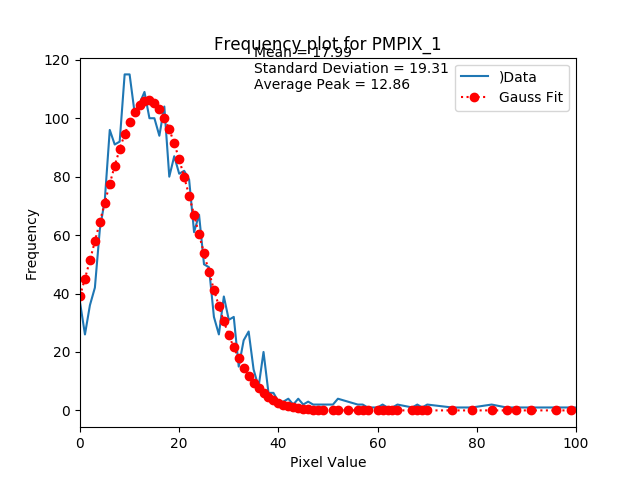 Frequency plot for PMPIX_1
Mean = 17.99
Standard Deviation = 19.31
Average Peak = 12.86
)Data
Gauss Fit
120
100
80
60
40
20
0
Frequency
0 20 40 60 80 100
Pixel Value